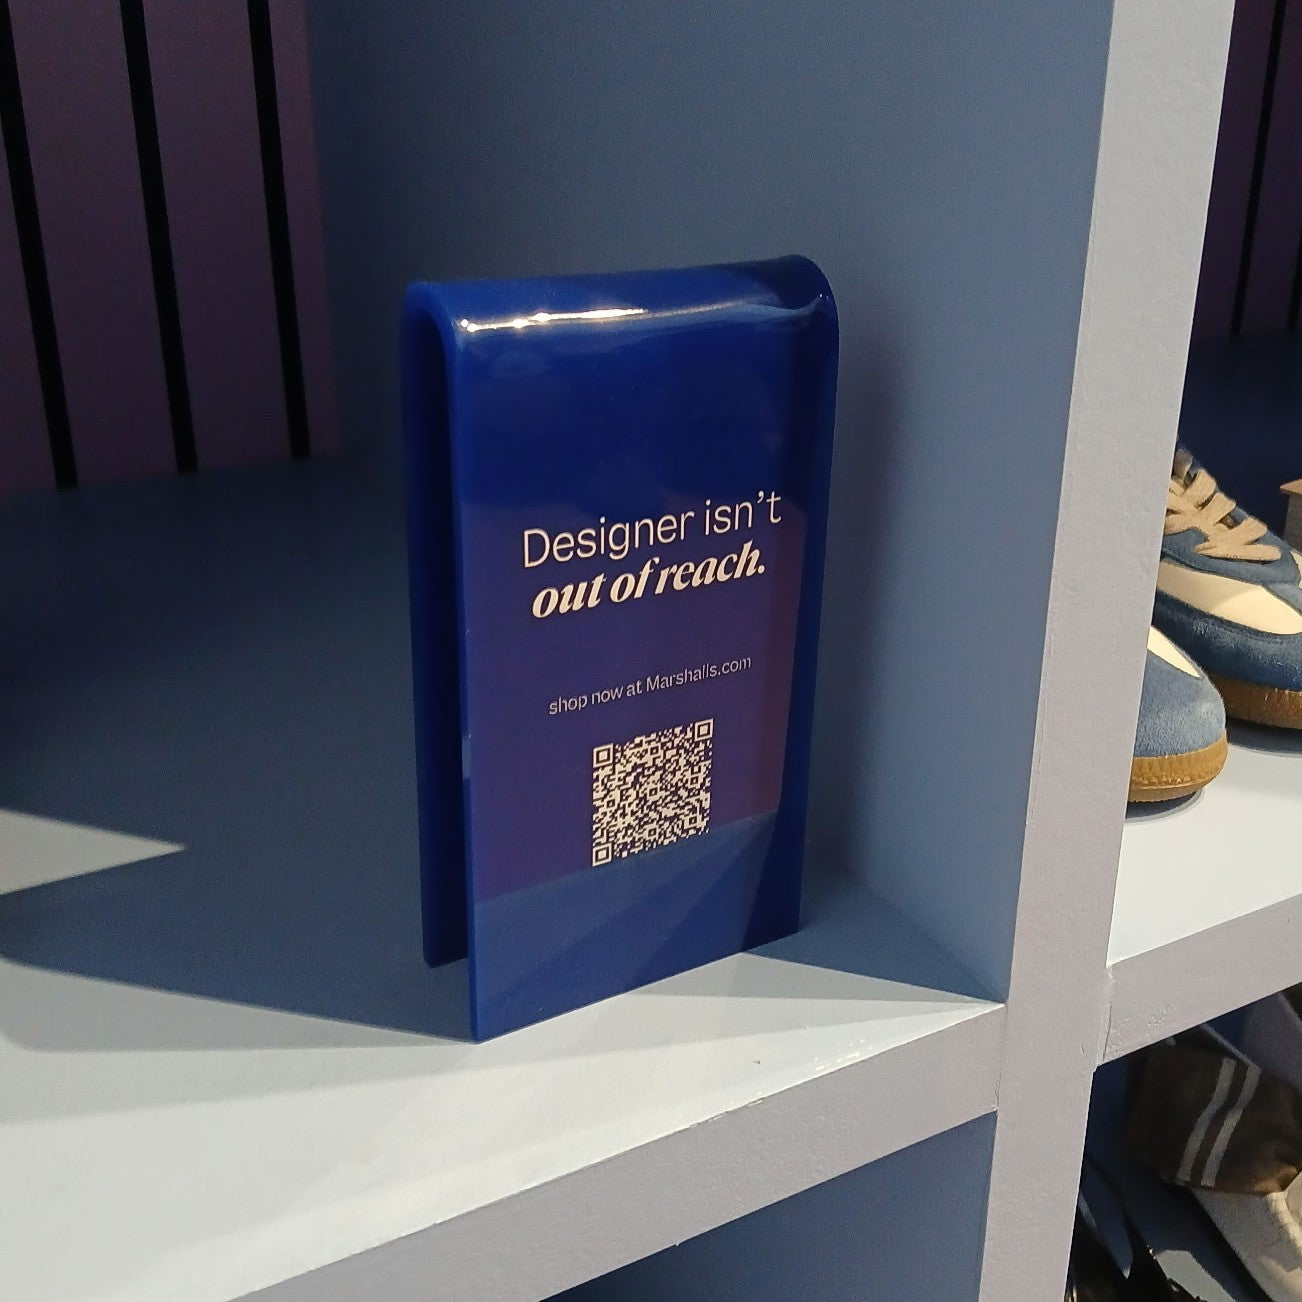 Designer isn't
out of reach.
shop now at Marshalls.com